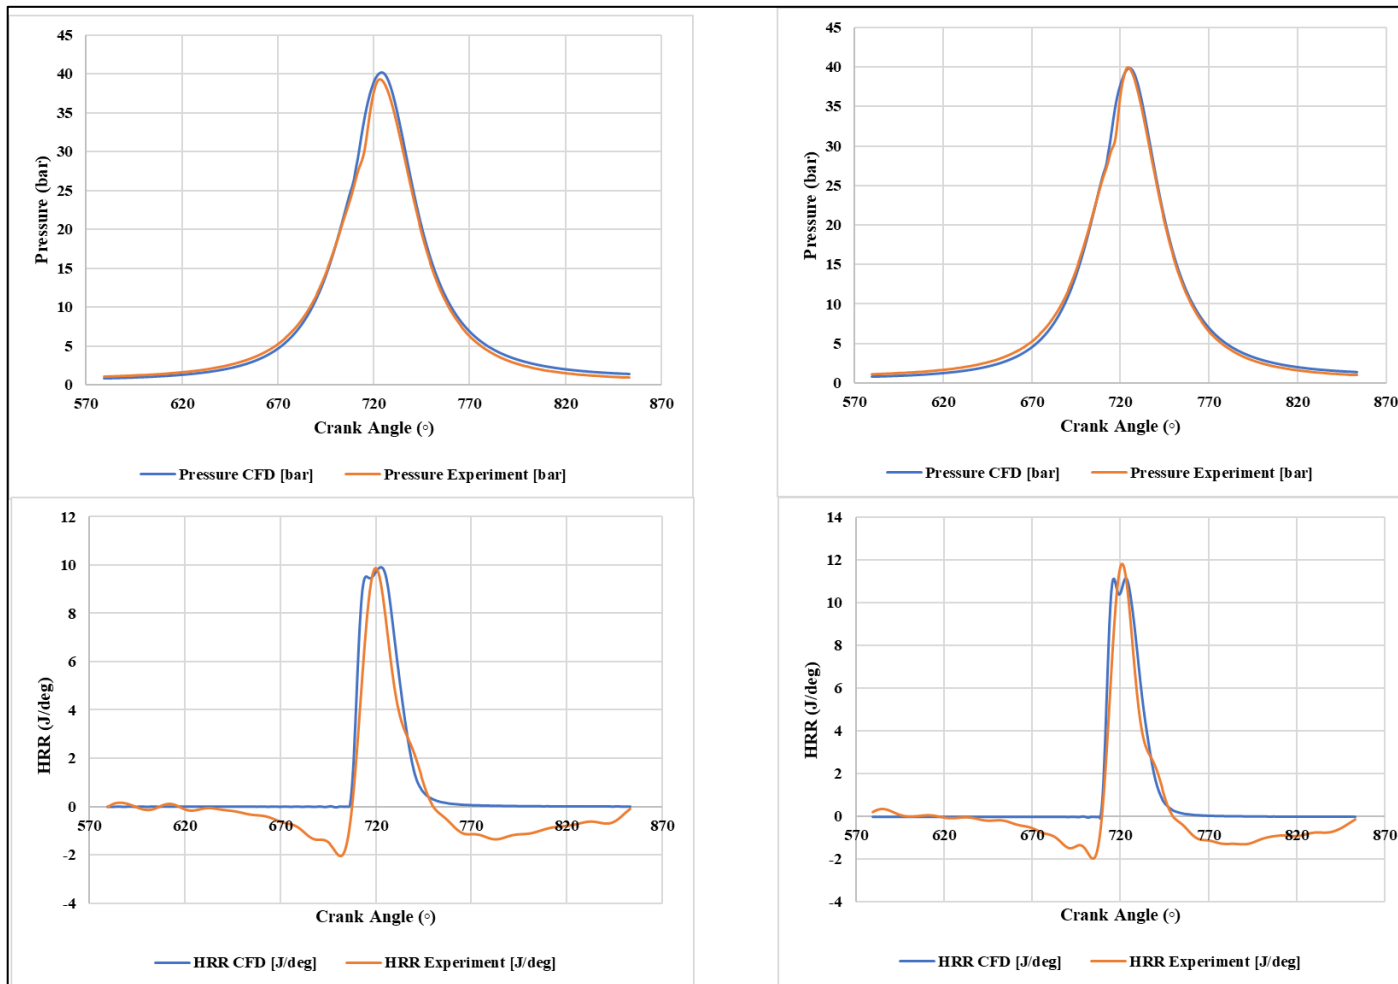 45
40
35
30
25
20
15
10
5
0
Pressure (bar)
570 620 670 720 770 820 870
Crank Angle (○)
Pressure CFD [bar] Pressure Experiment [bar]
45
40
35
30
25
20
15
10
5
0
Pressure (bar)
570 620 670 720 770 820 870
Crank Angle (○)
Pressure CFD [bar] Pressure Experiment [bar]
12
10
8
6
4
2
0
-2
-4
HRR (J/deg)
570 620 670 720 770 820 870
Crank Angle (○)
HRR CFD [J/deg] HRR Experiment [J/deg]
14
12
10
8
6
4
2
0
-2
-4
HRR (J/deg)
570 620 670 720 770 820 870
Crank Angle (○)
HRR CFD [J/deg] HRR Experiment [J/deg]